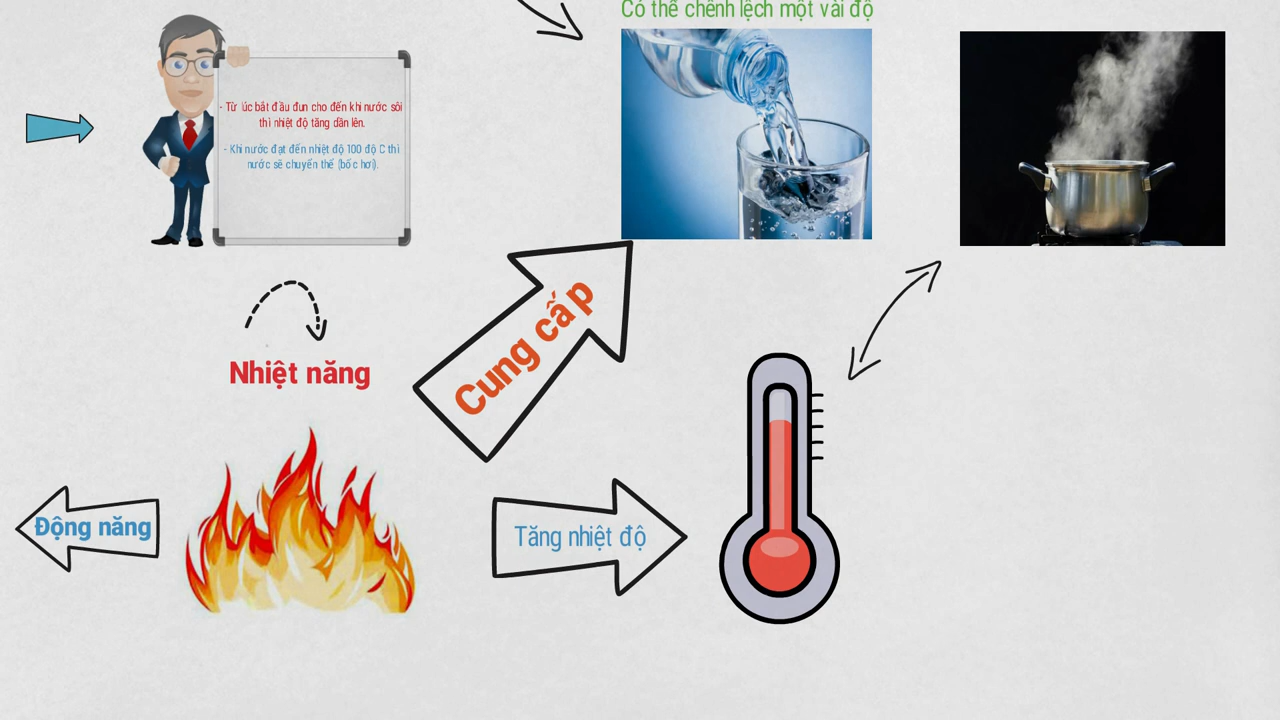 Có thể chênh lệch một vài độ
- Từ lúc bắt đầu đun cho đến khi nước sôi
thì nhiệt độ tăng dần lên.
- Khi nước đạt đến nhiệt độ 100 độ C thì
nước sẽ chuyển thể (bốc hơi).
Cung cấp
Nhiệt năng
Động năng
Tăng nhiệt độ